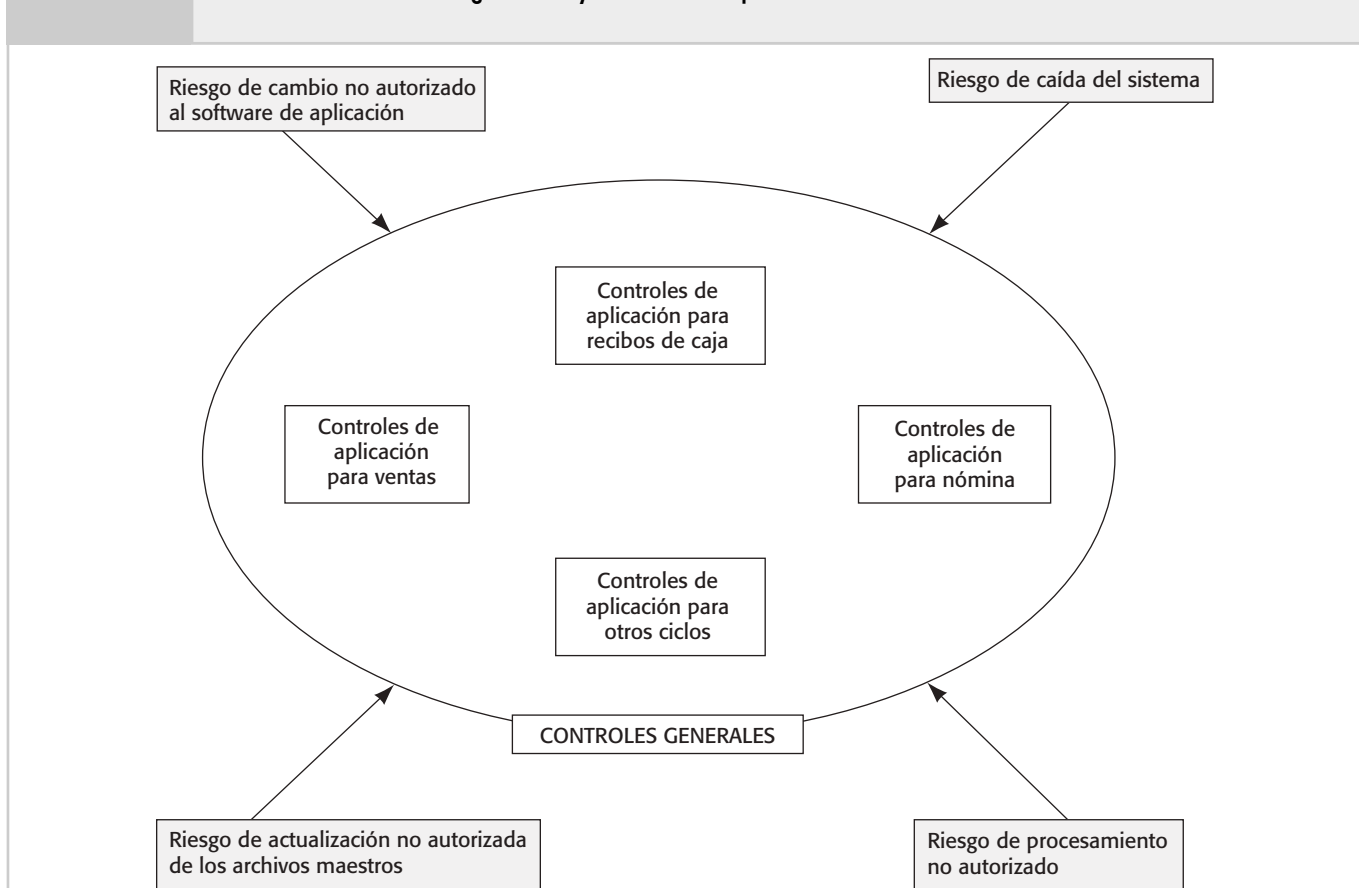 Riesgo de cambio no autorizado
al software de aplicación
Riesgo de caída del sistema
Controles de
aplicación para
recibos de caja
Controles de
aplicación
para ventas
Controles de
aplicación
para nómina
Controles de
aplicación para
otros ciclos
CONTROLES GENERALES
Riesgo de actualización no autorizada
de los archivos maestros
Riesgo de procesamiento
no autorizado